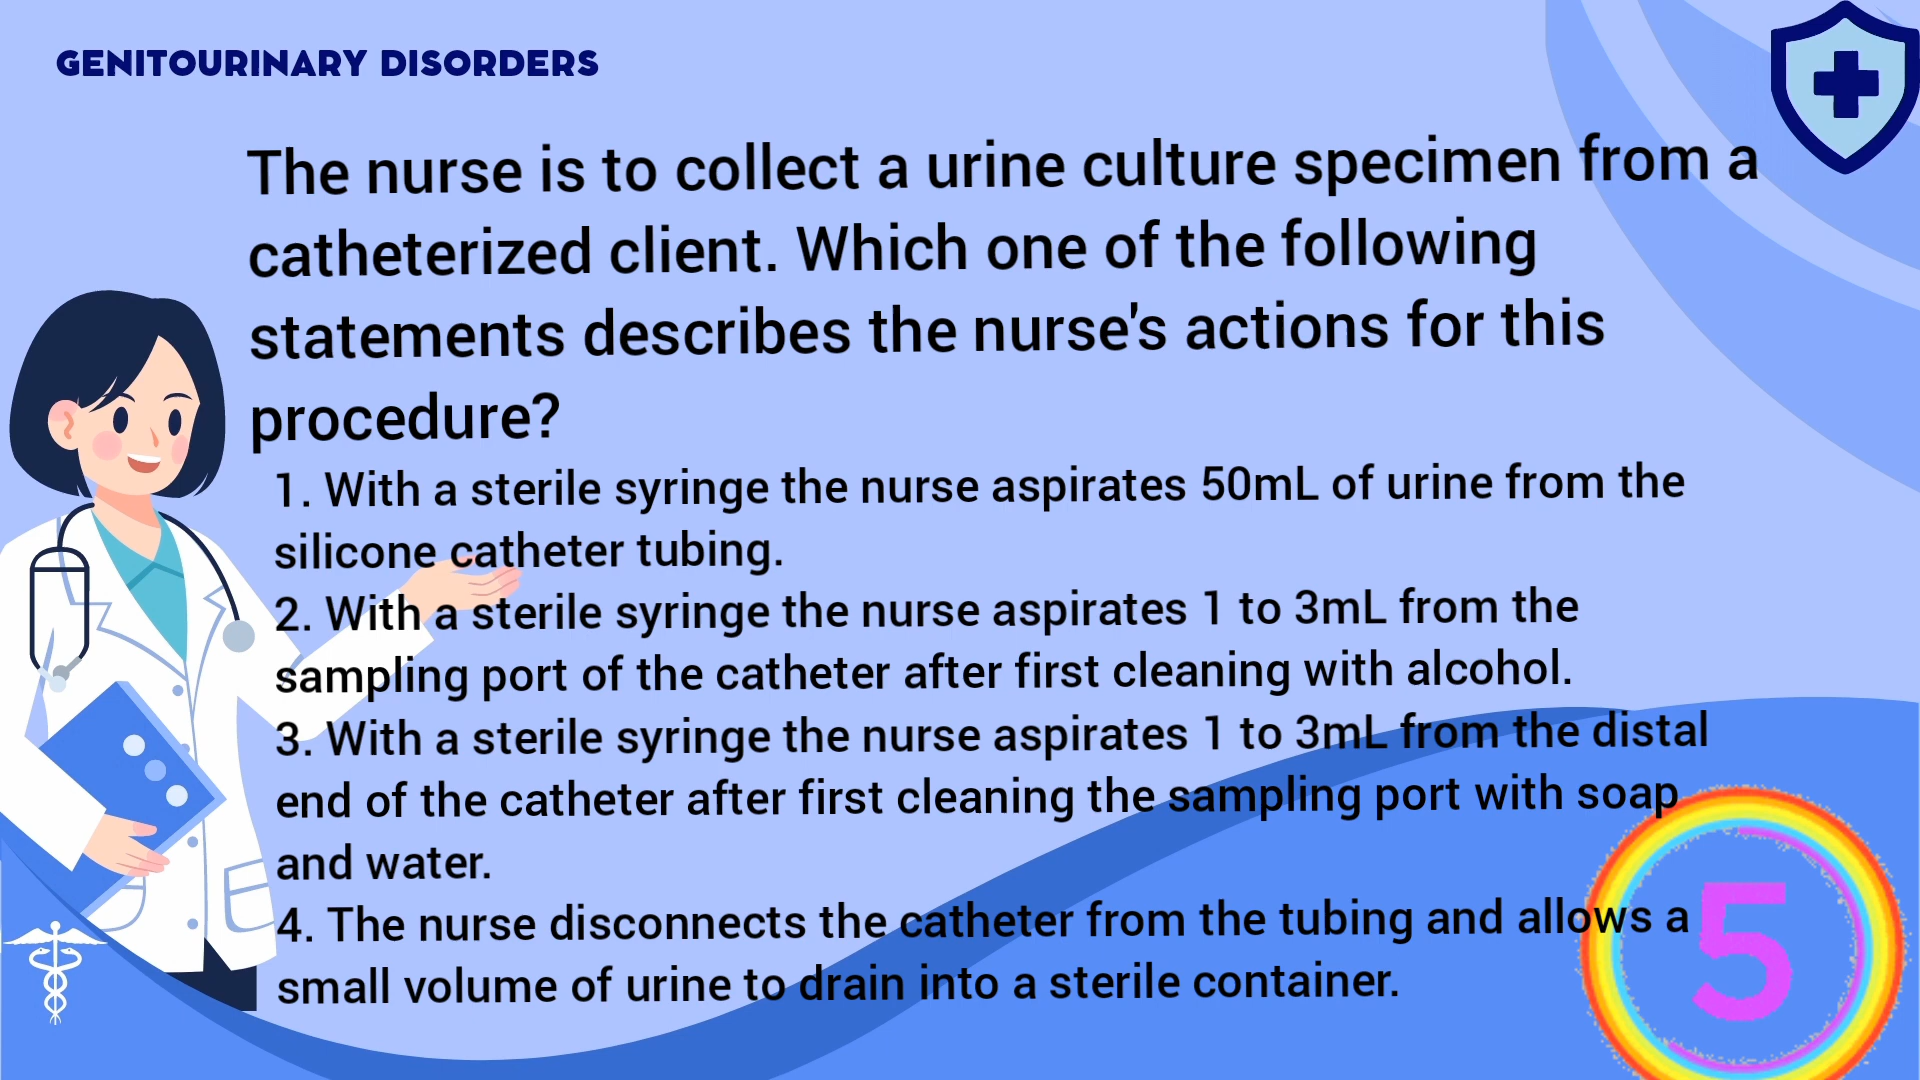 GENITOURINARY DISORDERS
The nurse is to collect a urine culture specimen from a
catheterized client. Which one of the following
statements describes the nurse's actions for this
procedure?
1. With a sterile syringe the nurse aspirates 50mL of urine from the
silicone catheter tubing.
2. With a sterile syringe the nurse aspirates 1 to 3mL from the
sampling port of the catheter after first cleaning with alcohol.
3. With a sterile syringe the nurse aspirates 1 to 3mL from the distal
end of the catheter after first cleaning the sampling port with soap
and water.
4. The nurse disconnects the catheter from the tubing and allows a
small volume of urine to drain into a sterile container.
5